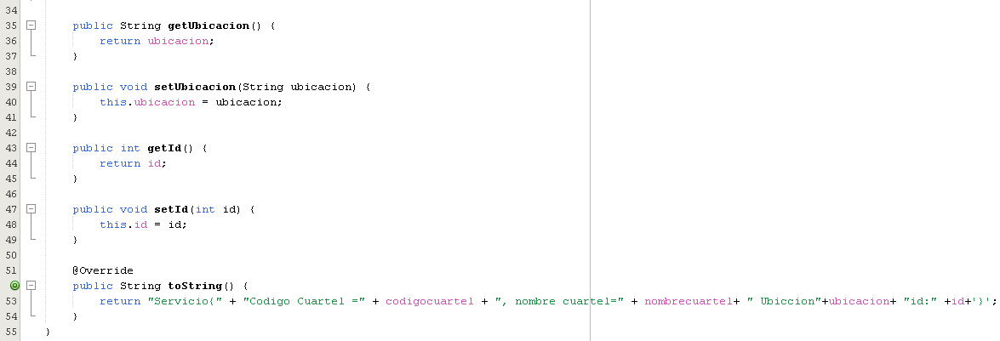 34
35 public String getUbicacion() {
36 return ubicacion;
37 }
38
39 public void setUbicacion(String ubicacion) {
40 this.ubicacion = ubicacion;
41 }
42
43 public int getId() {
44 return id;
45 }
46
47 public void setId(int id) {
48 this.id = id;
49 }
50
51 @Override
public String toString() {
53 return "Servicio{" + "Codigo Cuartel =" + codigocuartel + ", nombre cuartel=" + nombrecuartel+ " Ubiccion"+ubicacion+ "id:" +id+'}';
54 }
55 }